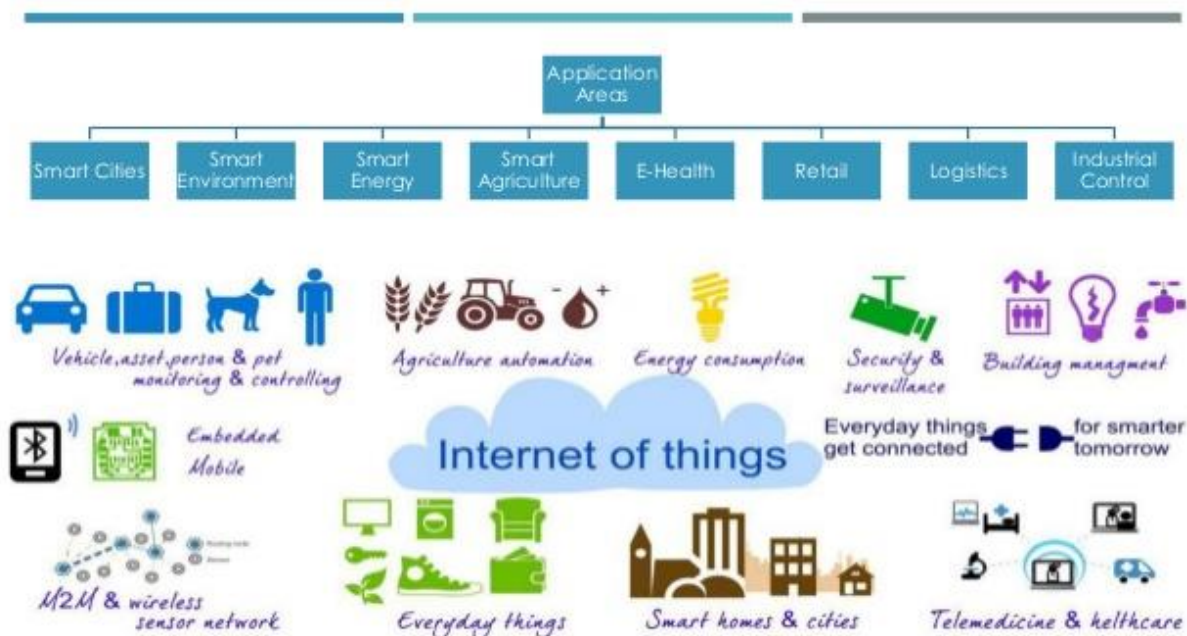 Application
Areas
Smart Cities
Smart
Environment
Smart
Energy
Smart
Agriculture
E-Health
Retail
Logistics
Industrial
Control
Vehicle,asset,person & pet
monitoring & controlling
Agriculture automation
Energy consumption
Security &
surveillance
Building managment
Embedded
Mobile
Internet of things
Everyday things
get connected
for smarter
tomorrow
M2M & wireless
sensor network
Everyday things
Smart homes & cities
Telemedicine & helthcare